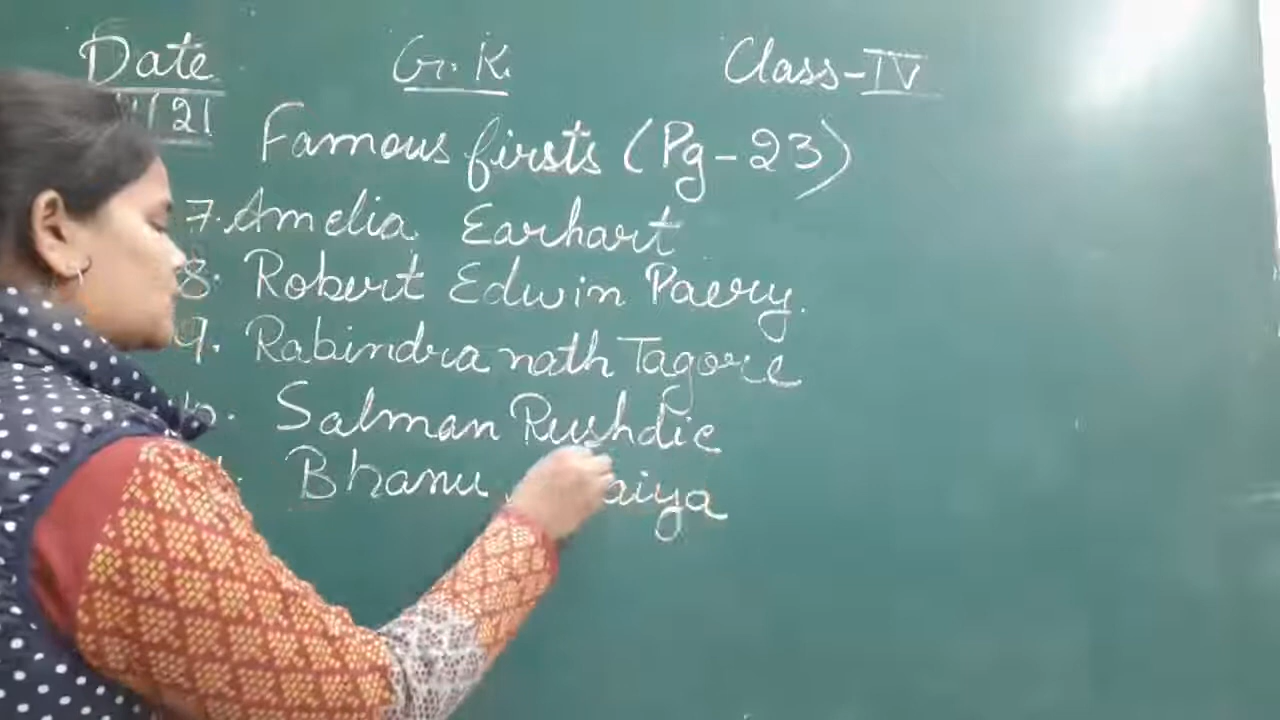 Date G.K. Class-IV
/21
Famous firsts (Pg-23)
7. Amelia Earhart
8. Robert Edwin Paery.
9. Rabindranath Tagore
Salman Rushdie
Bhanu